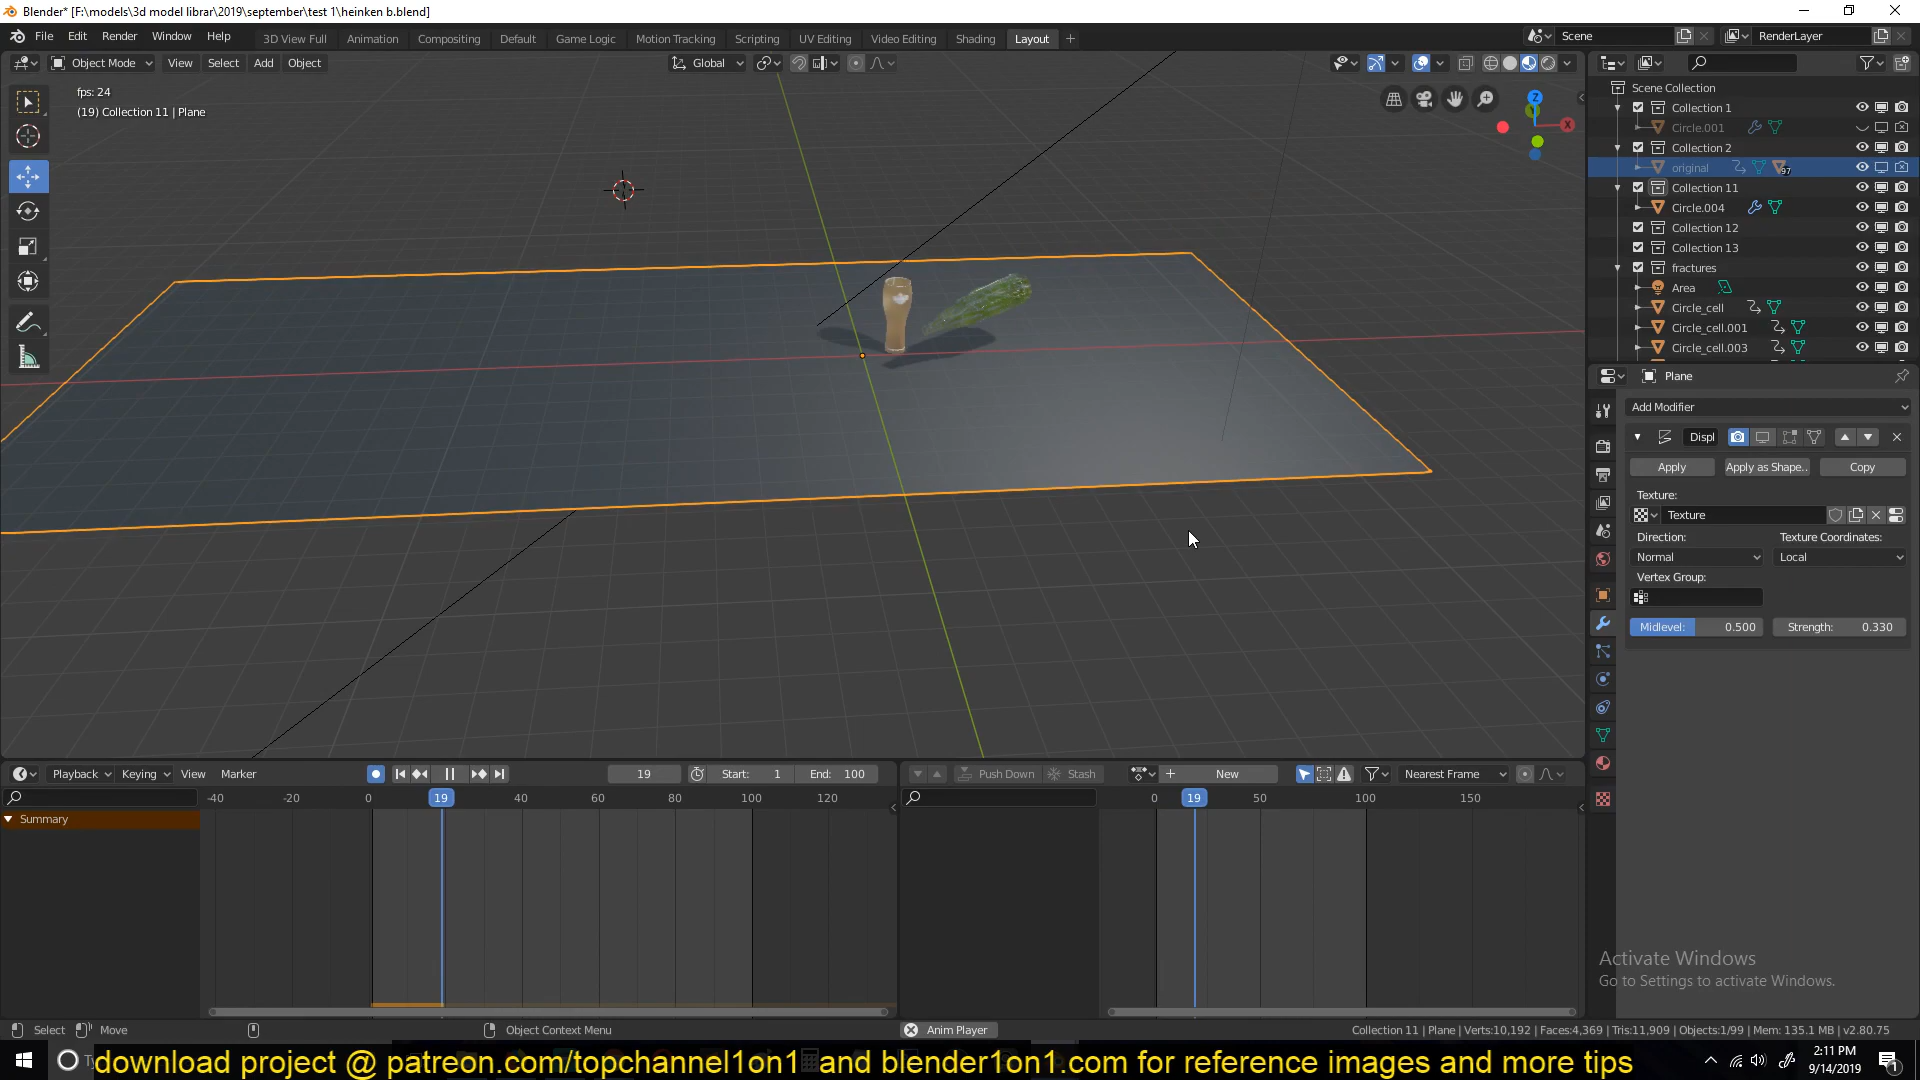 Blender* [F:\models\3d model librar\2019\september\test 1\heinken b.blend]
File Edit Render Window Help
3D View Full Animation Compositing Default Game Logic Motion Tracking Scripting UV Editing Video Editing Shading Layout
Scene RenderLayer
Object Mode View Select Add Object
Global
fps: 24
(19) Collection 11 | Plane
Z
X
Scene Collection
Collection 1
Circle.001
Collection 2
original
97
Collection 11
Circle.004
Collection 12
Collection 13
fractures
Area
Circle_cell
Circle_cell.001
Circle_cell.003
Plane
Add Modifier
Displ
Apply Apply as Shape.. Copy
Texture:
Texture
Direction: Texture Coordinates:
Normal Local
Vertex Group:
Midlevel: 0.500 Strength: 0.330
Playback Keying View Marker 19 Start: 1 End: 100
Push Down Stash New Nearest Frame
-40 -20 0 19 40 60 80 100 120
0 19 50 100 150
Summary
Activate Windows
Go to Settings to activate Windows.
Select Move Object Context Menu Anim Player Collection 11 | Plane | Verts:10,192 | Faces:4,369 | Tris:11,909 | Objects:1/99 | Mem: 135.1 MB | v2.80.75
download project @ patreon.com/topchannel1on1 and blender1on1.com for reference images and more tips
2:11 PM
9/14/2019
1